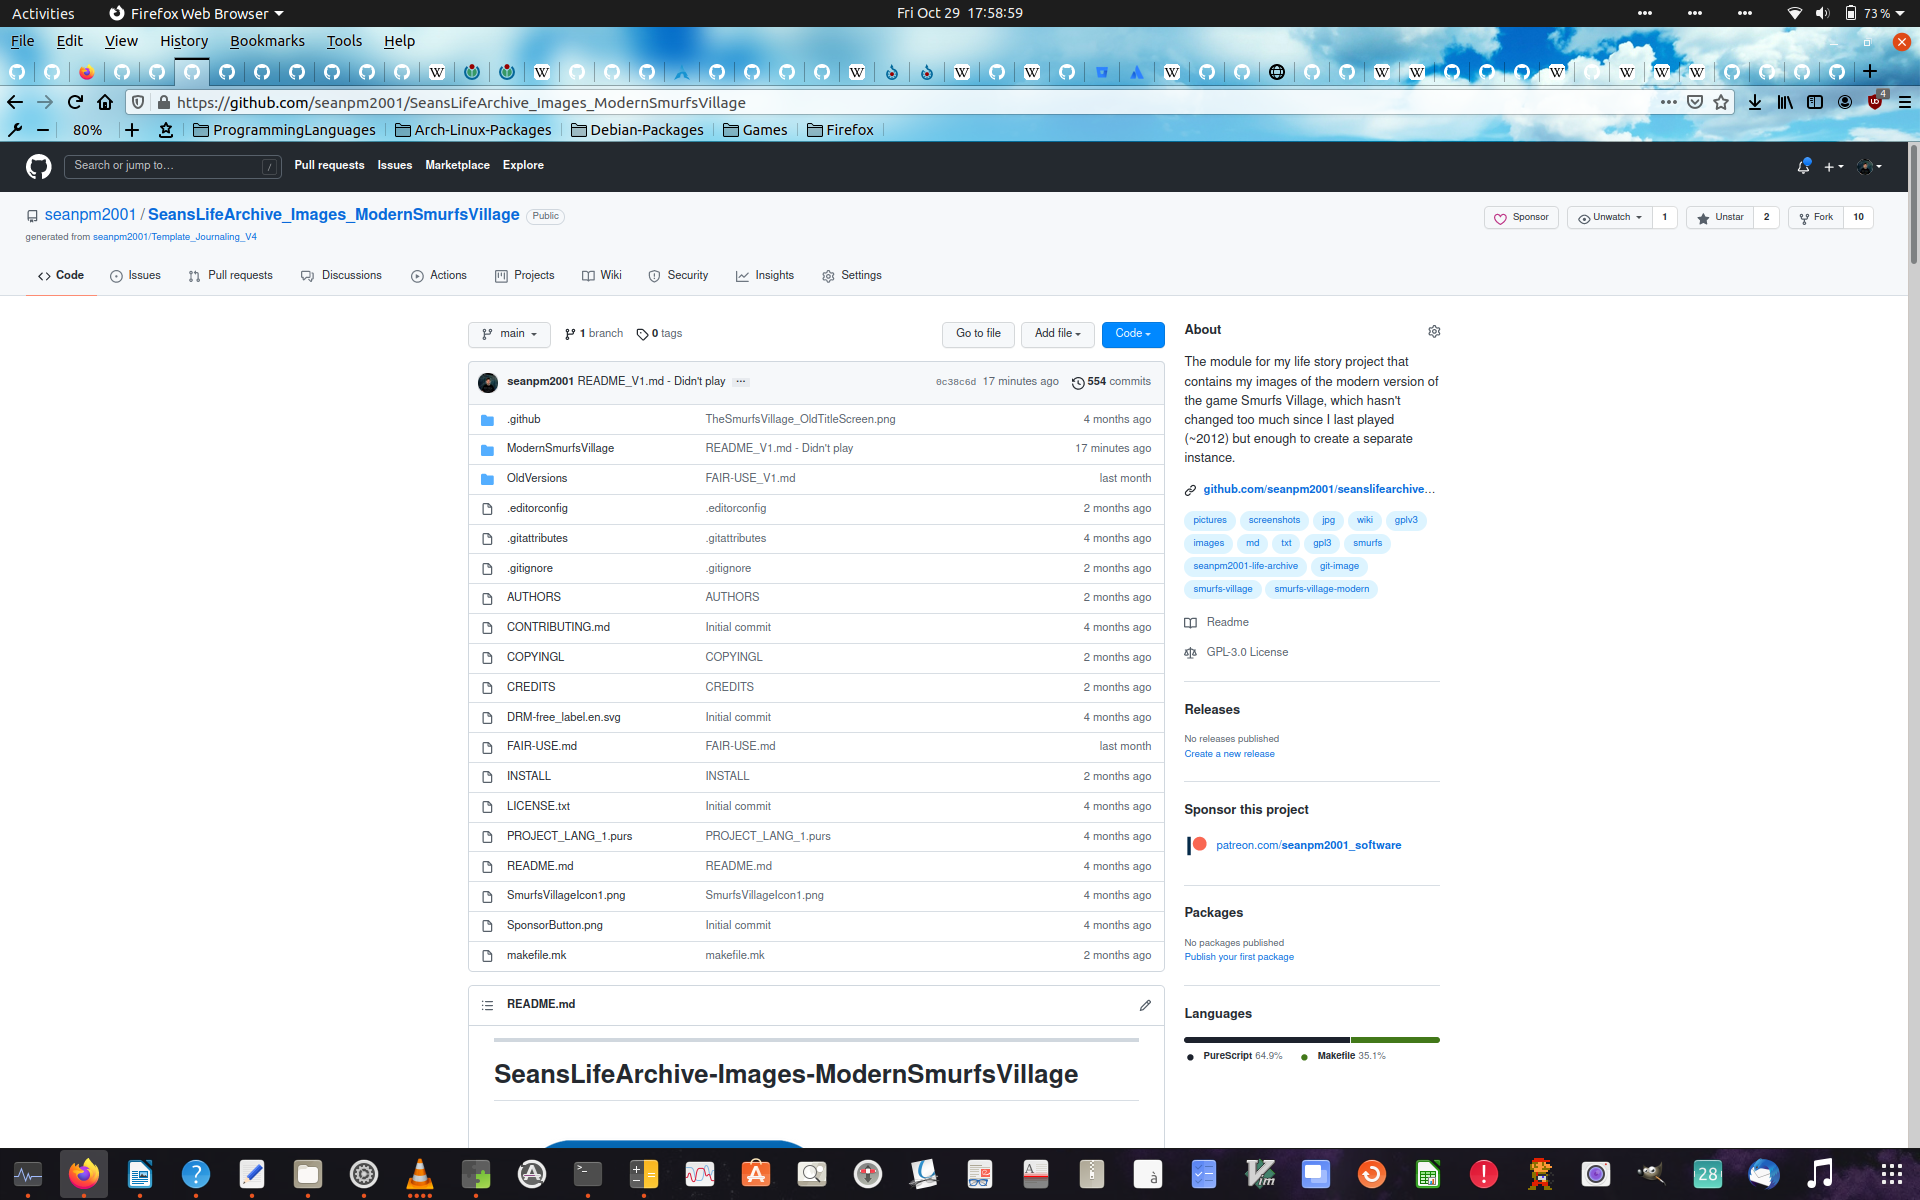 Activities Firefox Web Browser Fri Oct 29 17:58:59 73 %
File Edit View History Bookmarks Tools Help
https://github.com/seanpm2001/SeansLifeArchive_Images_ModernSmurfsVillage 4
80% ProgrammingLanguages Arch-Linux-Packages Debian-Packages Games Firefox
Search or jump to... / Pull requests Issues Marketplace Explore
seanpm2001 / SeansLifeArchive_Images_ModernSmurfsVillage Public Sponsor Unwatch 1 Unstar 2 Fork 10
generated from seanpm2001/Template_Journaling_V4
Code Issues Pull requests Discussions Actions Projects Wiki Security Insights Settings
main 1 branch 0 tags Go to file Add file Code
seanpm2001 README_V1.md - Didn't play ... 0c38c6d 17 minutes ago 554 commits
.github TheSmurfsVillage_OldTitleScreen.png 4 months ago
ModernSmurfsVillage README_V1.md - Didn't play 17 minutes ago
OldVersions FAIR-USE_V1.md last month
.editorconfig .editorconfig 2 months ago
.gitattributes .gitattributes 4 months ago
.gitignore .gitignore 2 months ago
AUTHORS AUTHORS 2 months ago
CONTRIBUTING.md Initial commit 4 months ago
COPYINGL COPYINGL 2 months ago
CREDITS CREDITS 2 months ago
DRM-free_label.en.svg Initial commit 4 months ago
FAIR-USE.md FAIR-USE.md last month
INSTALL INSTALL 2 months ago
LICENSE.txt Initial commit 4 months ago
PROJECT_LANG_1.purs PROJECT_LANG_1.purs 4 months ago
README.md README.md 4 months ago
SmurfsVillageIcon1.png SmurfsVillageIcon1.png 4 months ago
SponsorButton.png Initial commit 4 months ago
makefile.mk makefile.mk 2 months ago
README.md
SeansLifeArchive-Images-ModernSmurfsVillage
About
The module for my life story project that
contains my images of the modern version of
the game Smurfs Village, which hasn't
changed too much since I last played
(~2012) but enough to create a separate
instance.
github.com/seanpm2001/seanslifearchive...
pictures screenshots jpg wiki gplv3
images md txt gpl3 smurfs
seanpm2001-life-archive git-image
smurfs-village smurfs-village-modern
Readme
GPL-3.0 License
Releases
No releases published
Create a new release
Sponsor this project
patreon.com/seanpm2001_software
Packages
No packages published
Publish your first package
Languages
PureScript 64.9% Makefile 35.1%
28